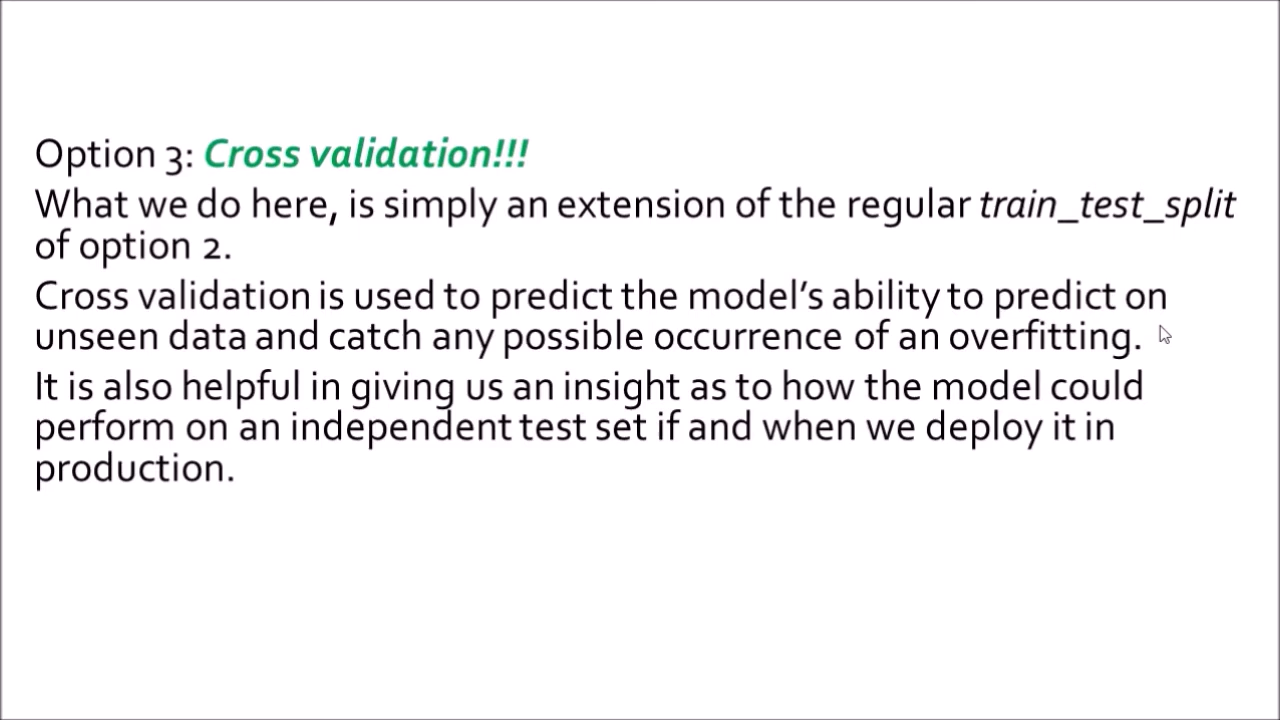 Option 3: Cross validation!!!
What we do here, is simply an extension of the regular train_test_split
of option 2.
Cross validation is used to predict the model's ability to predict on
unseen data and catch any possible occurrence of an overfitting.
It is also helpful in giving us an insight as to how the model could
perform on an independent test set if and when we deploy it in
production.